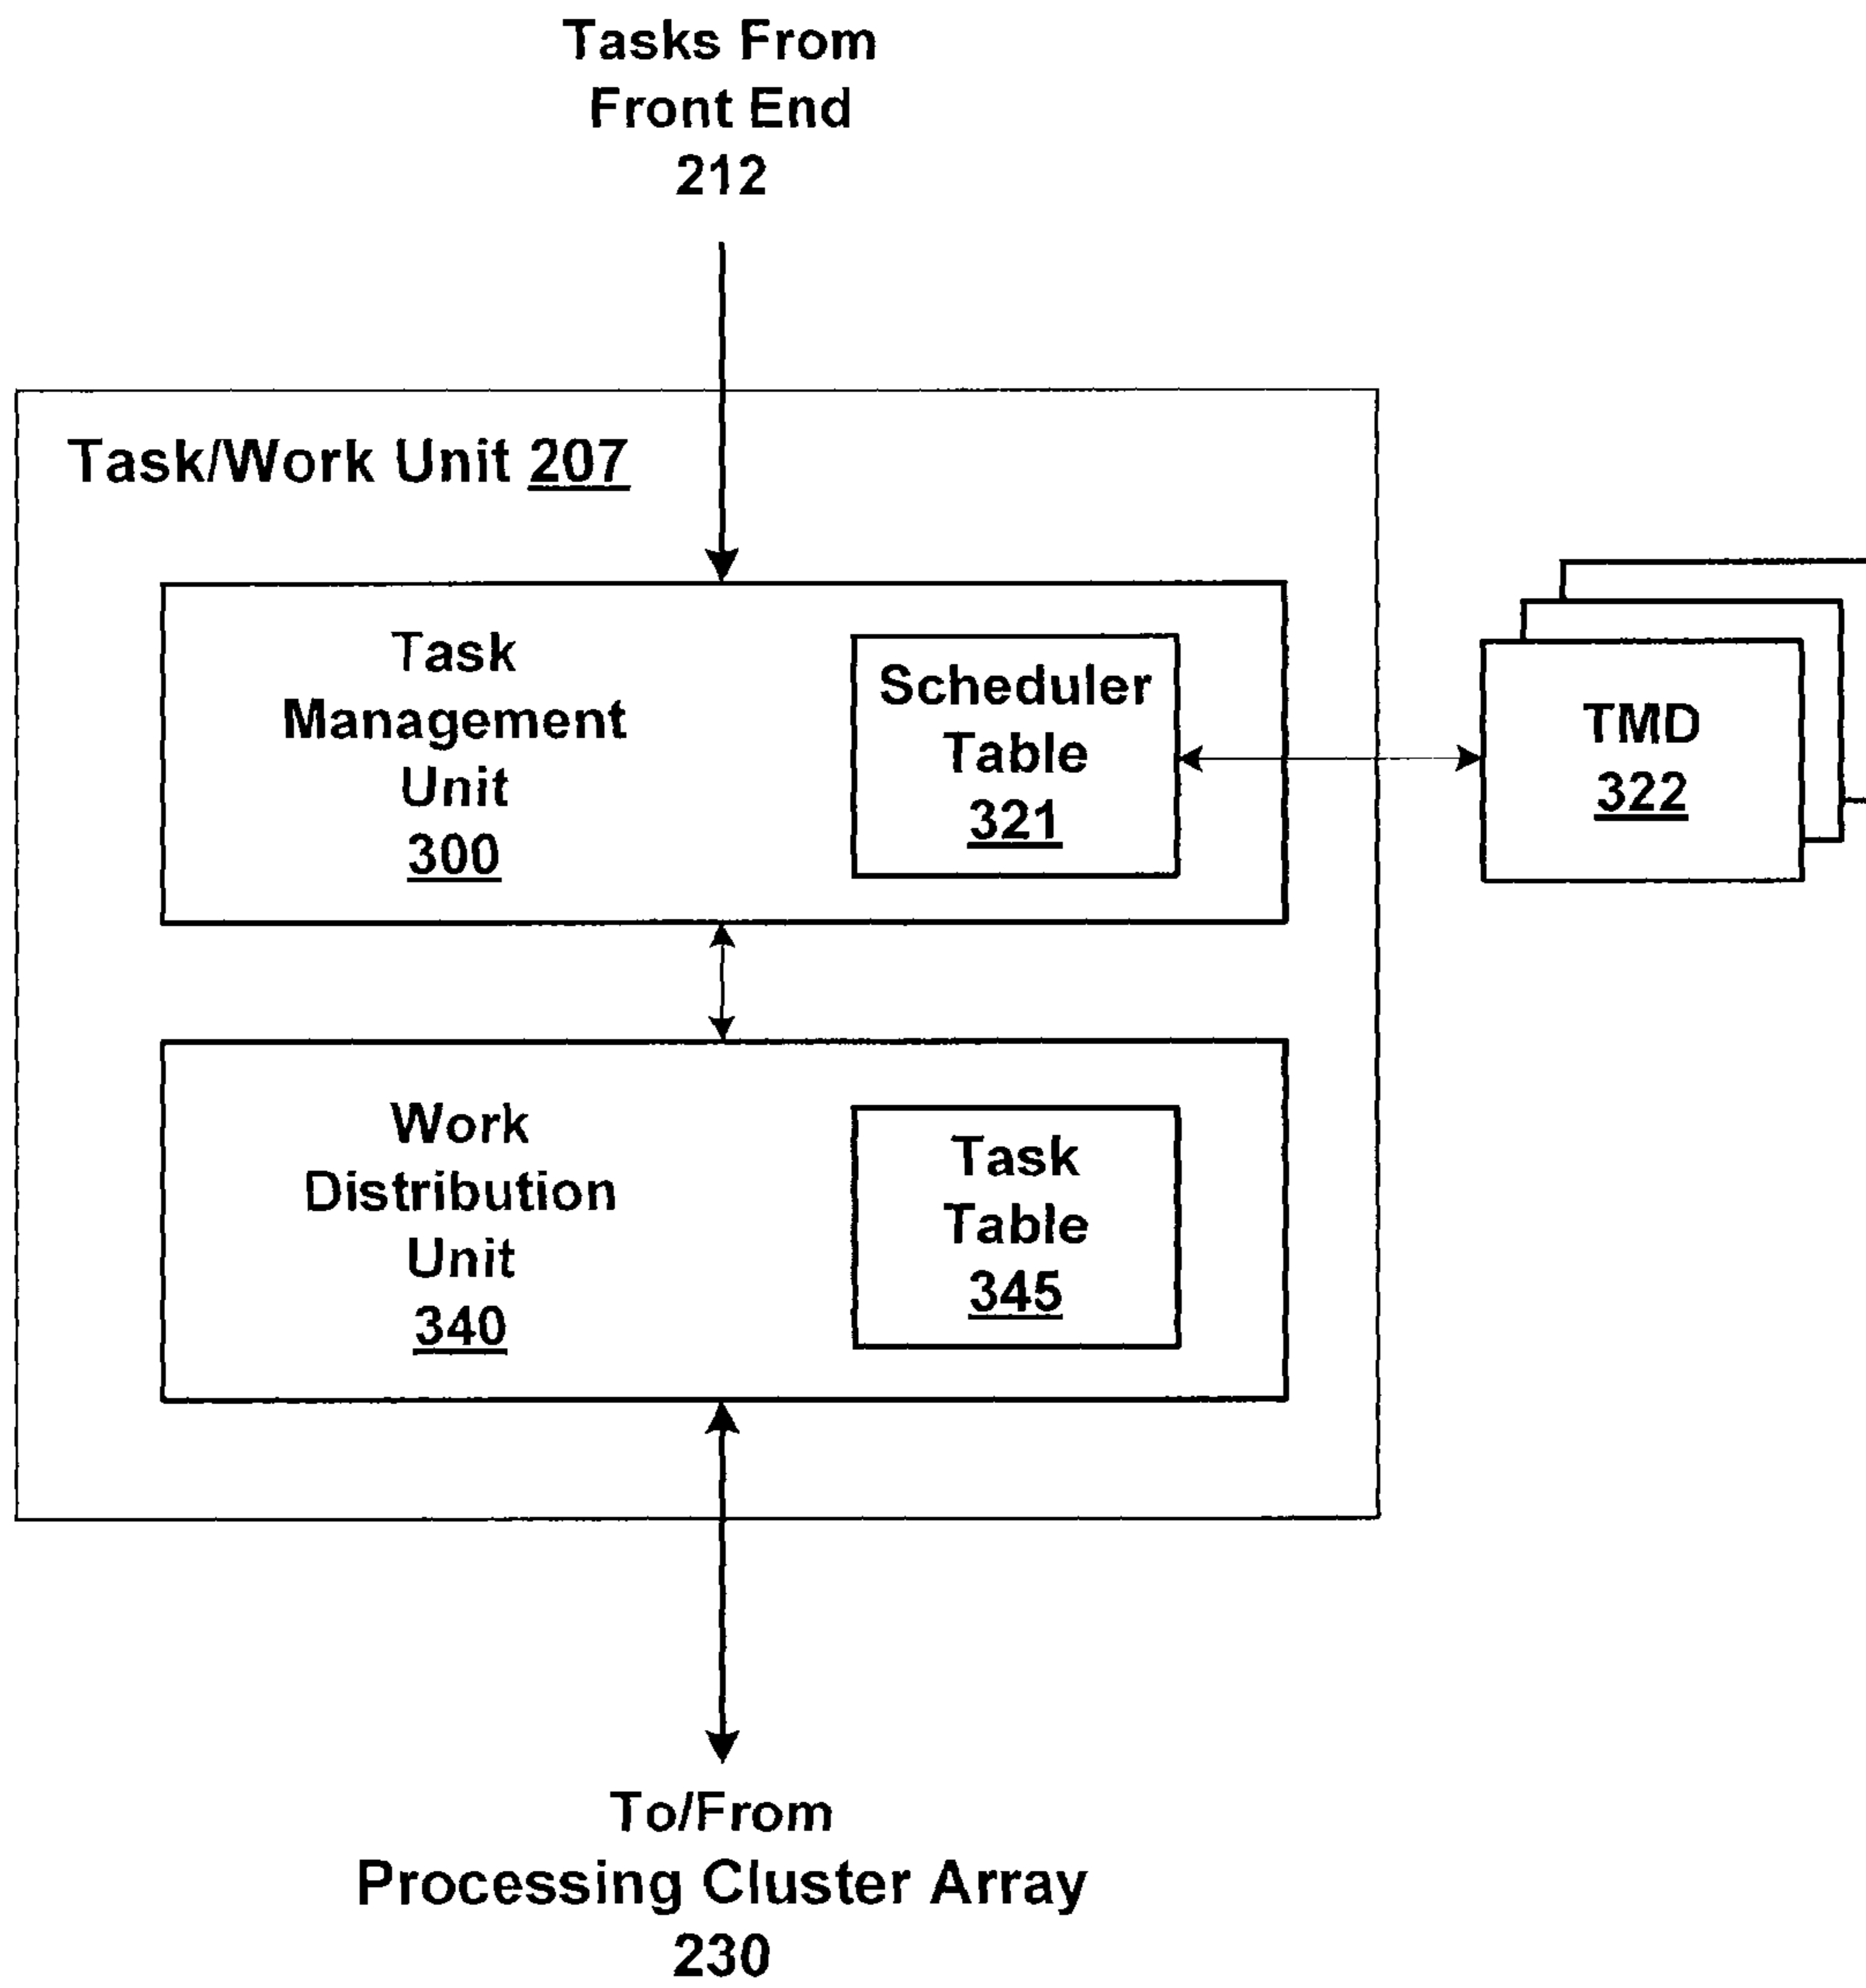 Tasks From
Front End
212
Task/Work Unit 207
Task
Management
Unit
300
Scheduler
Table
321
TMD
322
Work
Distribution
Unit
340
Task
Table
345
To/From
Processing Cluster Array
230